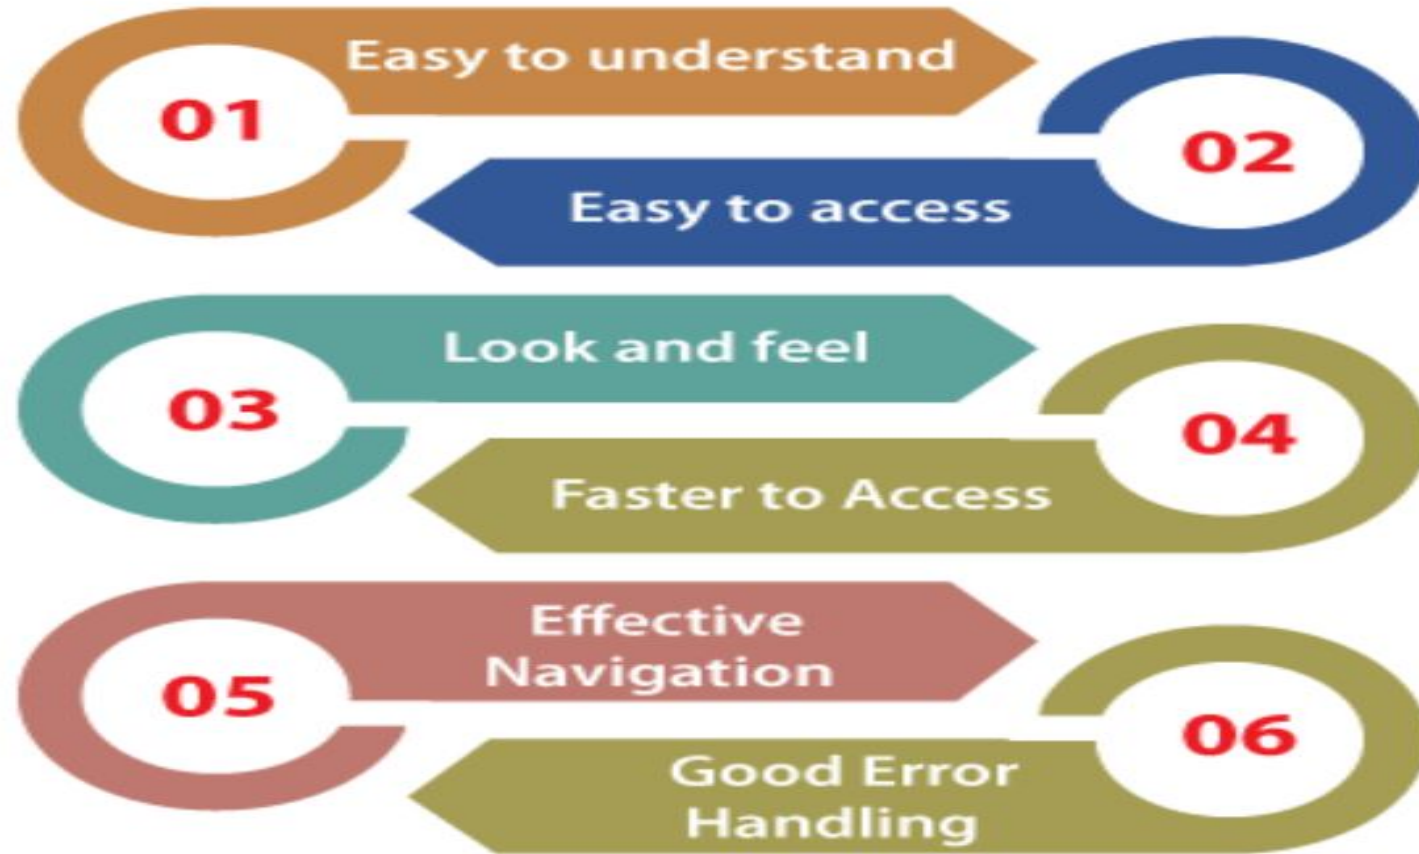 01
Easy to understand
02
Easy to access
03
Look and feel
04
Faster to Access
05
Effective
Navigation
06
Good Error
Handling